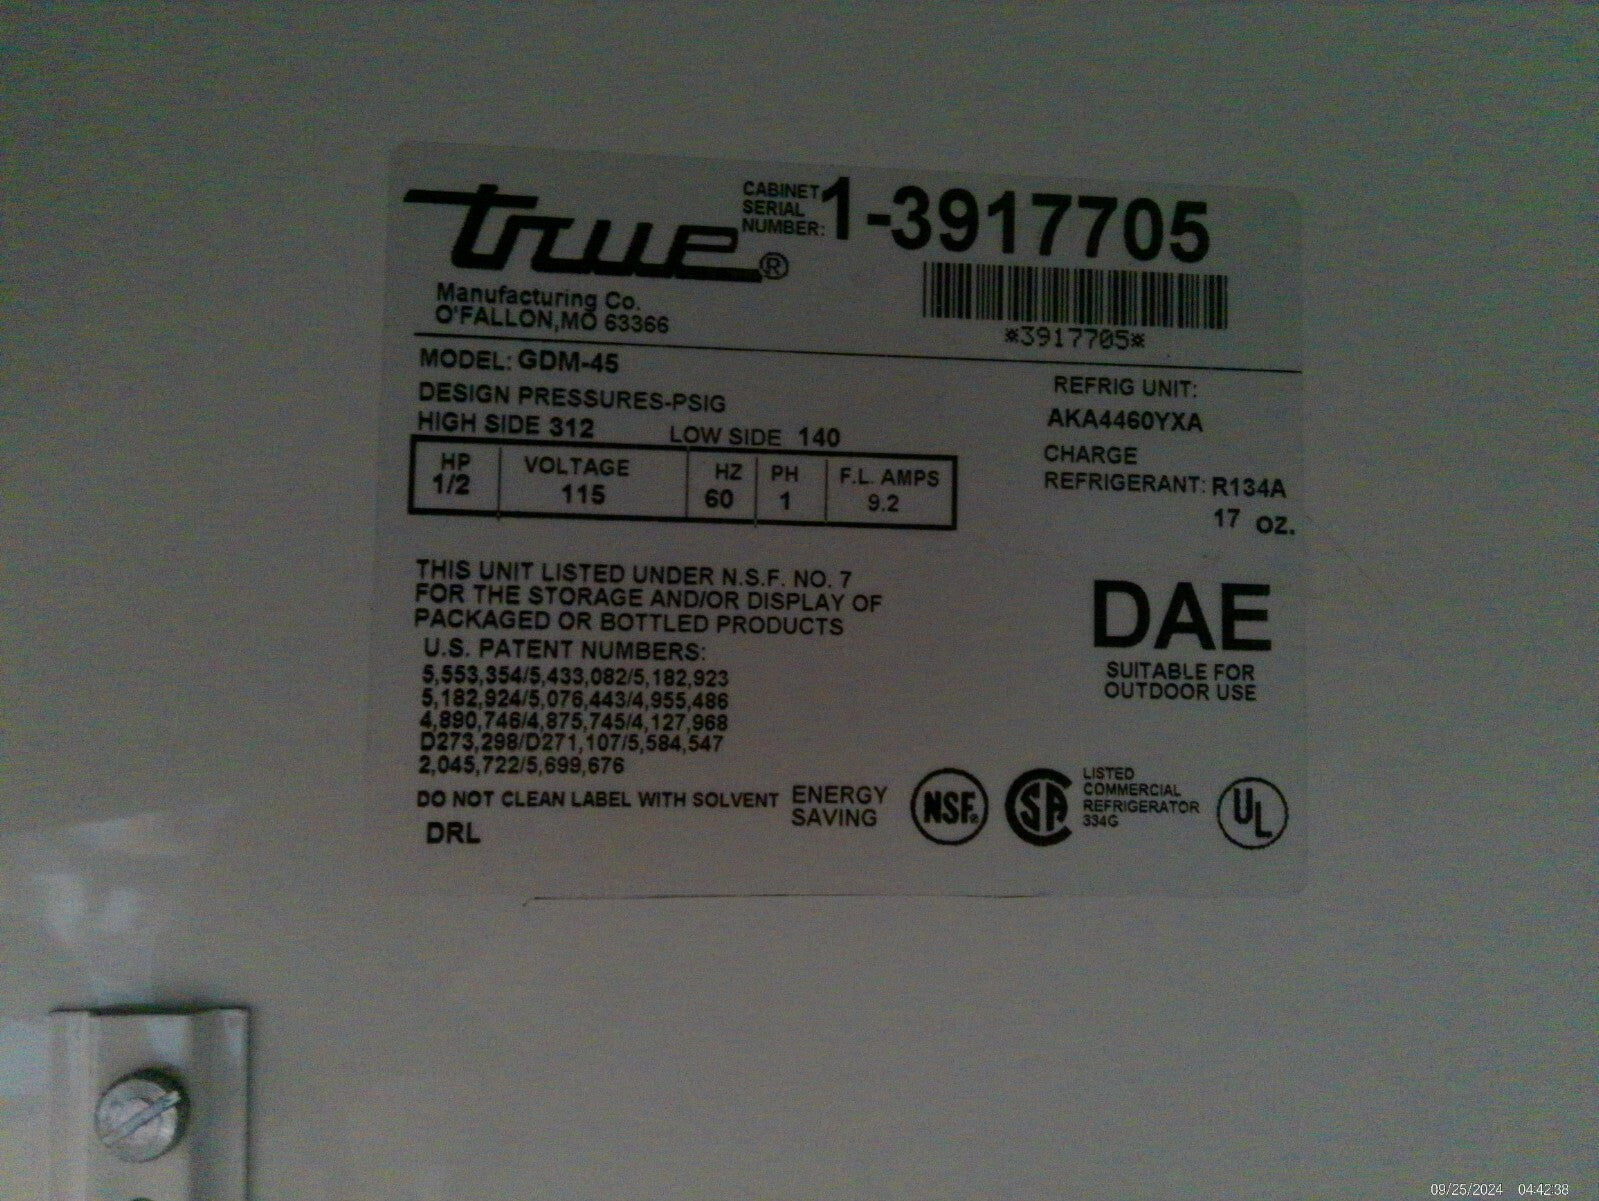 true®
CABINET
SERIAL
NUMBER: 1-3917705
*3917705*
Manufacturing Co.
O'FALLON,MO 63366
MODEL: GDM-45
DESIGN PRESSURES-PSIG
HIGH SIDE 312 LOW SIDE 140
REFRIG UNIT:
AKA4460YXA
CHARGE
REFRIGERANT: R134A
17 OZ.
HP VOLTAGE HZ PH F.L. AMPS
1/2 115 60 1 9.2
THIS UNIT LISTED UNDER N.S.F. NO. 7
FOR THE STORAGE AND/OR DISPLAY OF
PACKAGED OR BOTTLED PRODUCTS
U.S. PATENT NUMBERS:
5,553,354/5,433,082/5,182,923
5,182,924/5,076,443/4,955,486
4,890,746/4,875,745/4,127,968
D273,298/D271,107/5,584,547
2,045,722/5,699,676
DAE
SUITABLE FOR
OUTDOOR USE
DO NOT CLEAN LABEL WITH SOLVENT
DRL
ENERGY
SAVING
NSF®
SA
LISTED
COMMERCIAL
REFRIGERATOR
334G
UL
09/25/2024 04:42:38